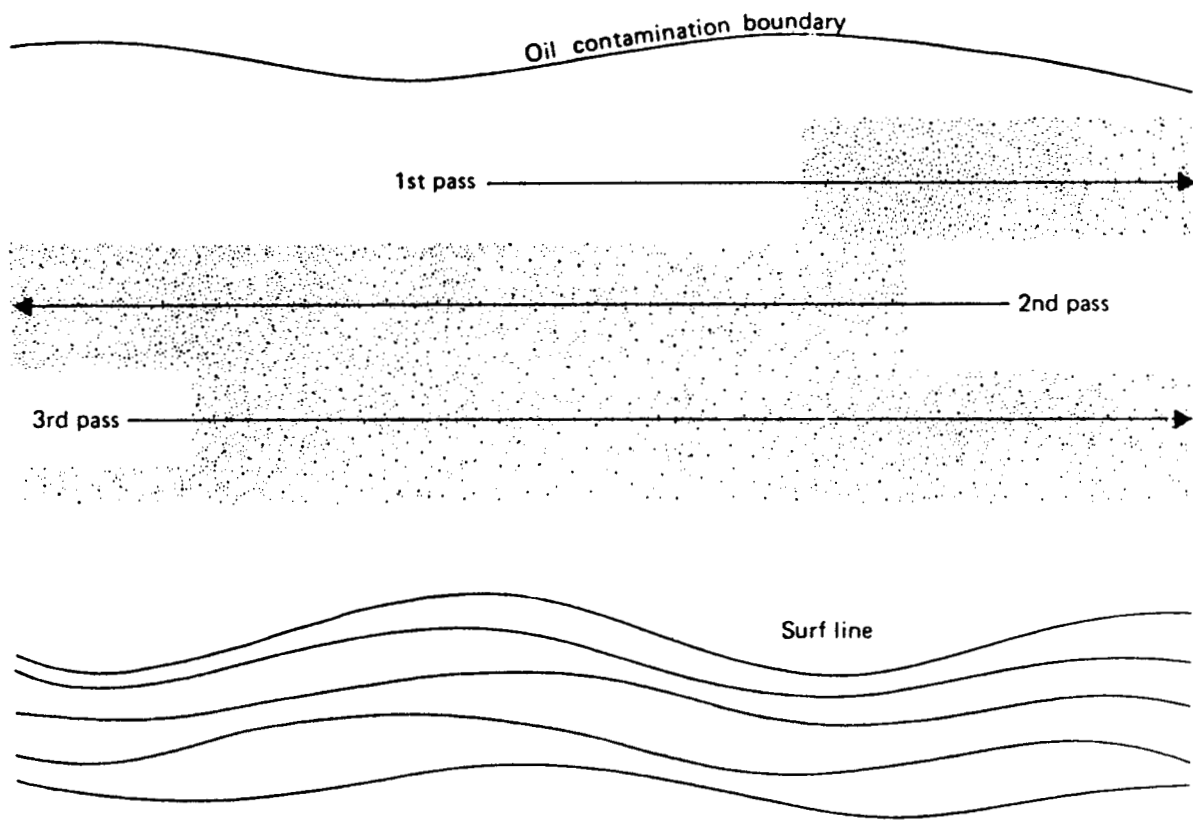 Oil contamination boundary
1st pass
2nd pass
3rd pass
Surf line